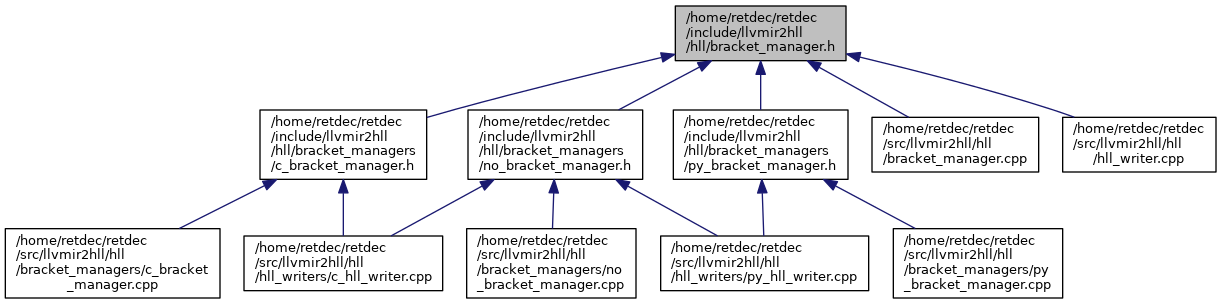 /home/retdec/retdec
/include/llvmir2hll
/hll/bracket_manager.h
/home/retdec/retdec
/include/llvmir2hll
/hll/bracket_managers
/c_bracket_manager.h
/home/retdec/retdec
/include/llvmir2hll
/hll/bracket_managers
/no_bracket_manager.h
/home/retdec/retdec
/include/llvmir2hll
/hll/bracket_managers
/py_bracket_manager.h
/home/retdec/retdec
/src/llvmir2hll/hll
/bracket_manager.cpp
/home/retdec/retdec
/src/llvmir2hll/hll
/hll_writer.cpp
/home/retdec/retdec
/src/llvmir2hll/hll
/bracket_managers/c_bracket
_manager.cpp
/home/retdec/retdec
/src/llvmir2hll/hll
/hll_writers/c_hll_writer.cpp
/home/retdec/retdec
/src/llvmir2hll/hll
/bracket_managers/no
_bracket_manager.cpp
/home/retdec/retdec
/src/llvmir2hll/hll
/hll_writers/py_hll_writer.cpp
/home/retdec/retdec
/src/llvmir2hll/hll
/bracket_managers/py
_bracket_manager.cpp